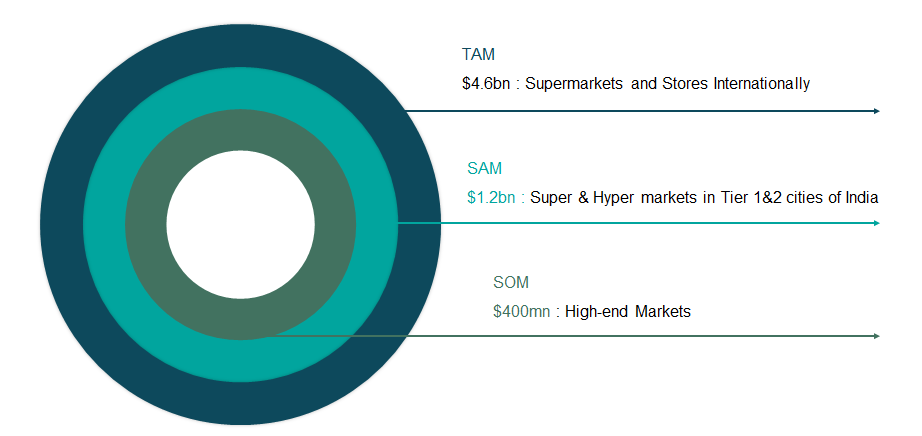 TAM
$4.6bn : Supermarkets and Stores Internationally
SAM
$1.2bn : Super & Hyper markets in Tier 1&2 cities of India
SOM
$400mn : High-end Markets